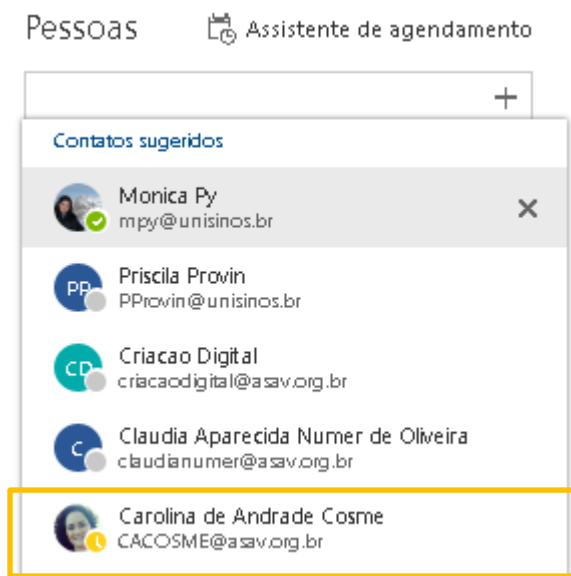 Pessoas
Assistente de agendamento
Contatos sugeridos
Monica Py
mpy@unisinos.br
PP
Priscila Provin
PProvin@unisinos.br
CD
Criacao Digital
criacaodigital@asav.org.br
C
Claudia Aparecida Numer de Oliveira
claudianumer@asav.org.br
Carolina de Andrade Cosme
CACOSME@asav.org.br